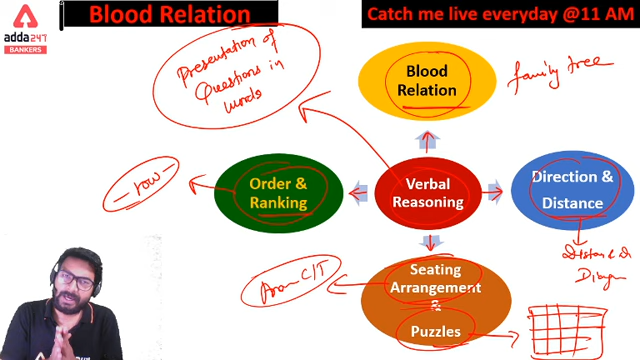 Blood Relation
Catch me live everyday @11 AM
adda247
BANKERS
Presentation of
Questions in
words
Blood
Relation
family tree
— row —
Order &
Ranking
Verbal
Reasoning
Direction &
Distance
Seating
Arrangement
&
Puzzles